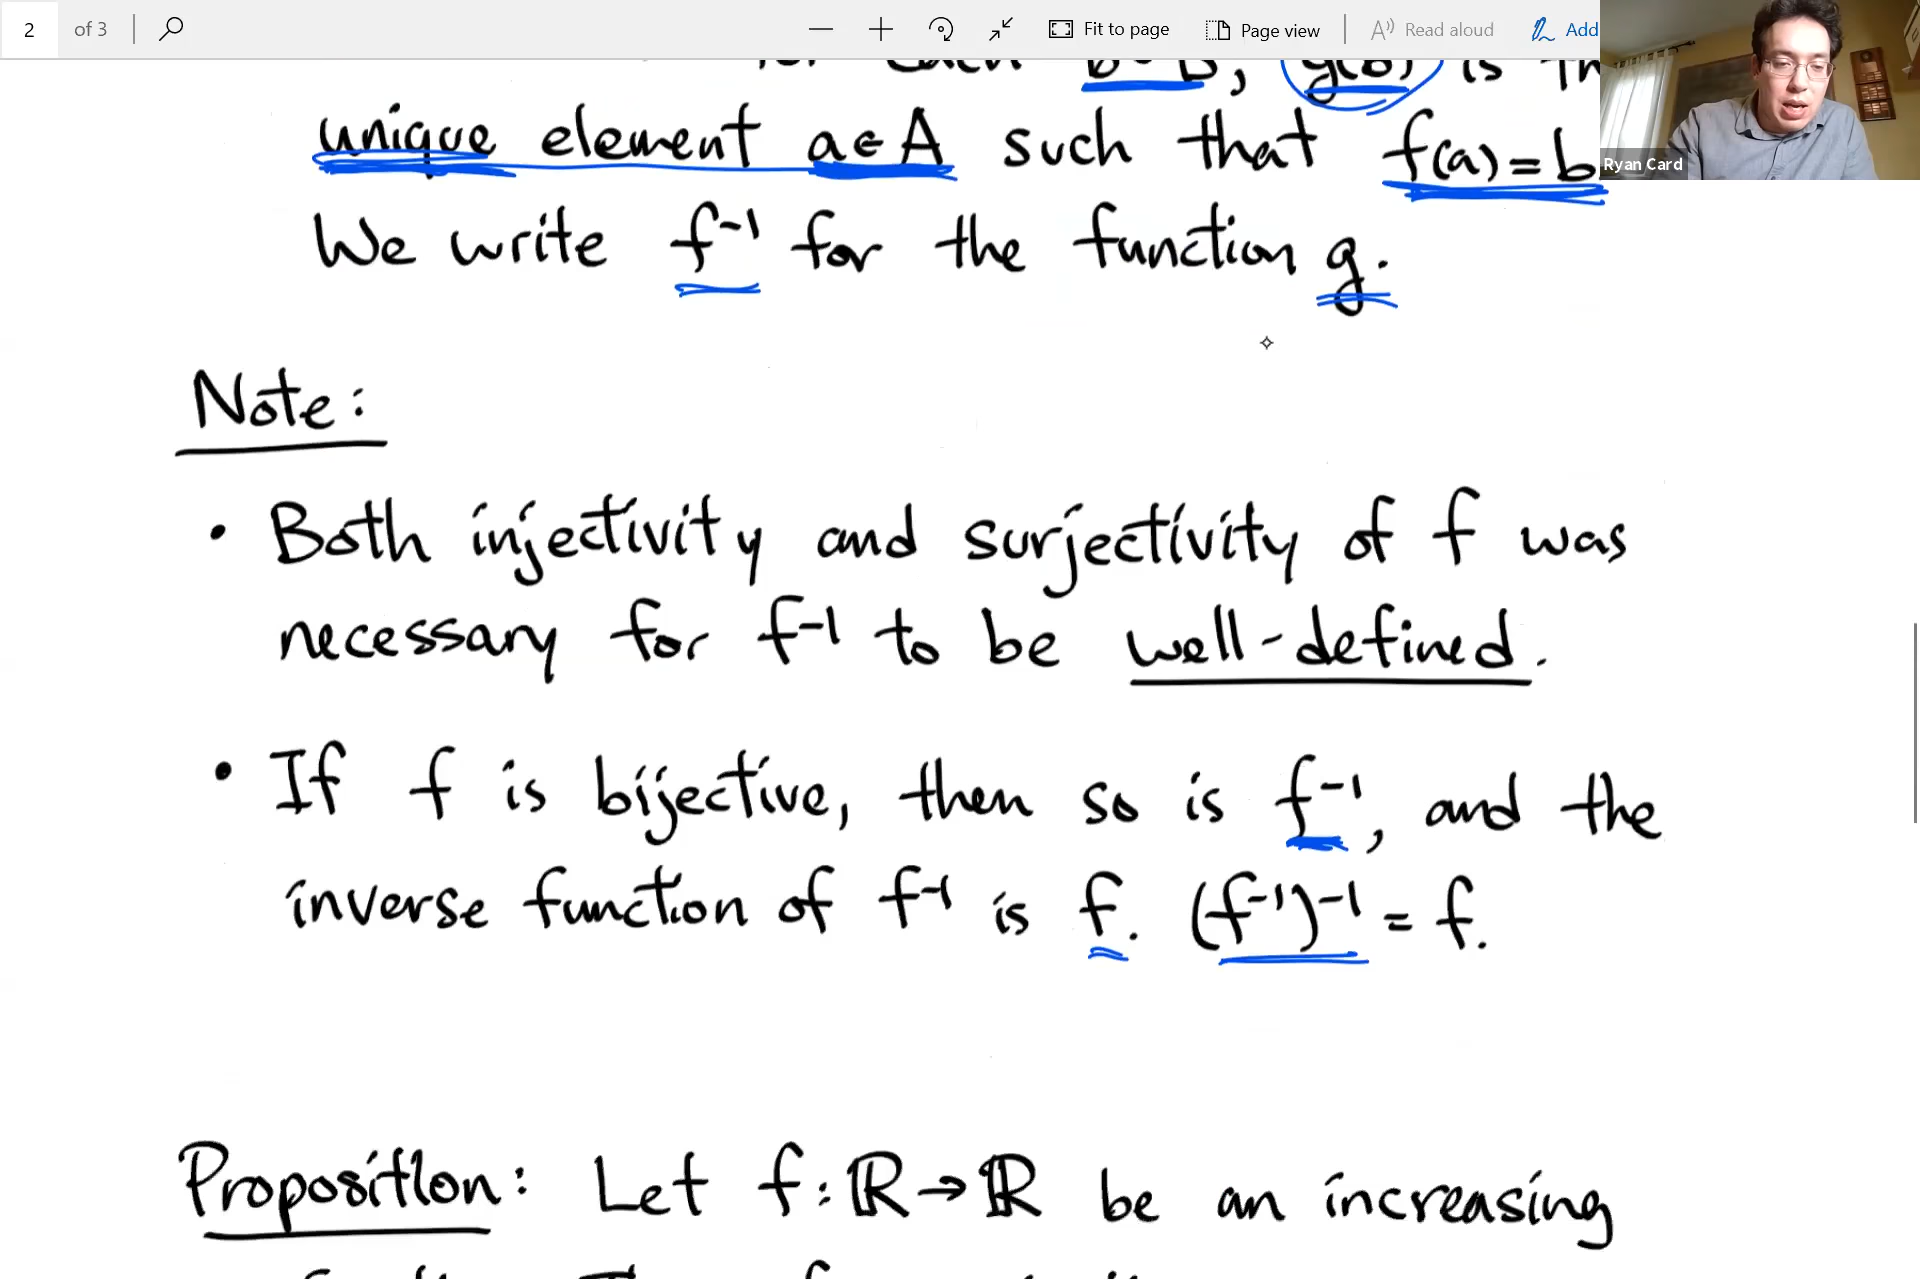 2 of 3 Fit to page Page view Read aloud Add
for each b∈B, g(b) is
unique element a∈A such that f(a)=b
Ryan Card
We write f⁻¹ for the function g.
Note:
• Both injectivity and surjectivity of f was
necessary for f⁻¹ to be well-defined.
• If f is bijective, then so is f⁻¹, and the
inverse function of f⁻¹ is f. (f⁻¹)⁻¹ = f.
Proposition: Let f:ℝ→ℝ be an increasing